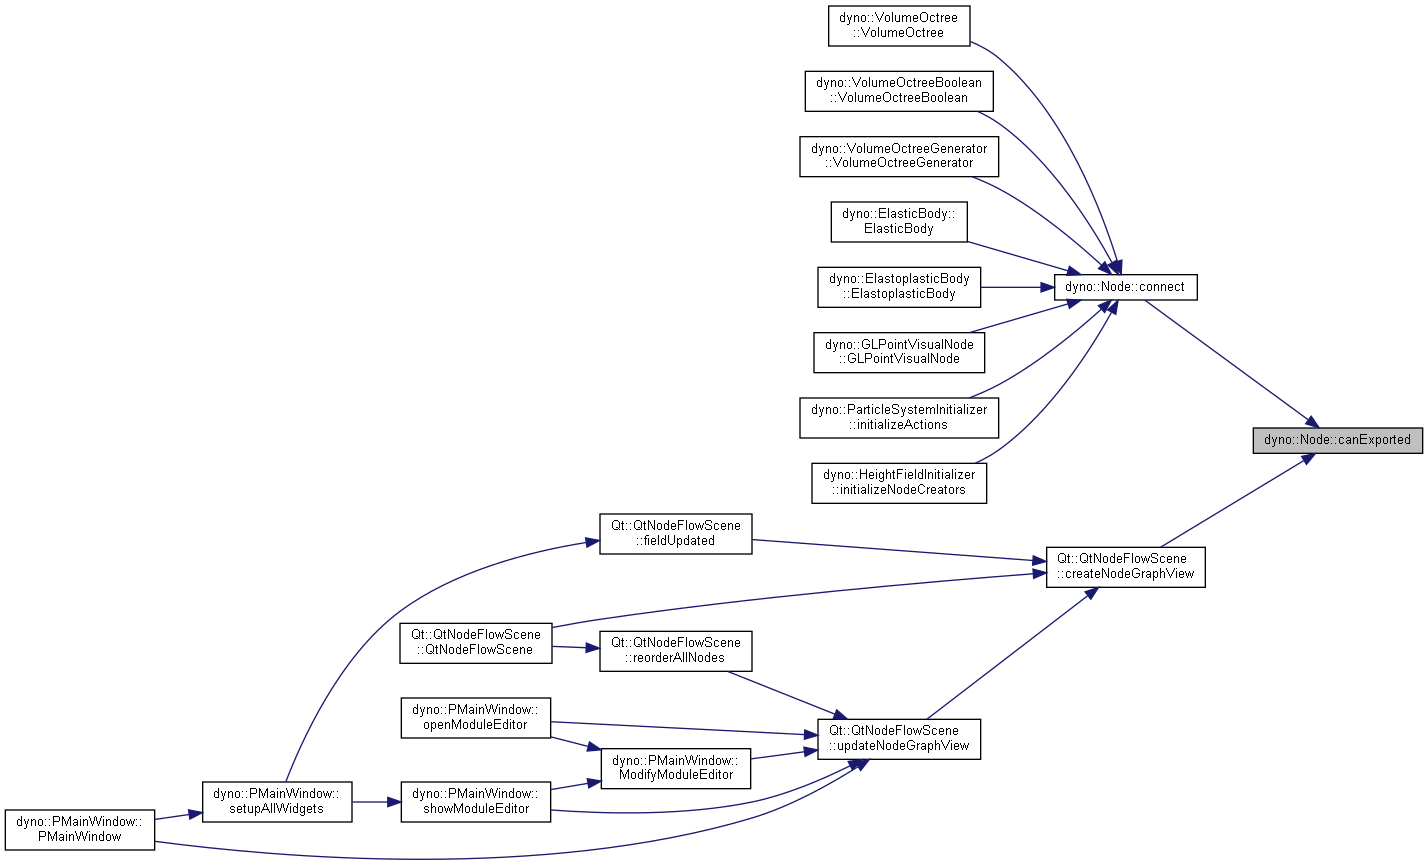 dyno::VolumeOctree
::VolumeOctree
dyno::VolumeOctreeBoolean
::VolumeOctreeBoolean
dyno::VolumeOctreeGenerator
::VolumeOctreeGenerator
dyno::ElasticBody::
ElasticBody
dyno::ElastoplasticBody
::ElastoplasticBody
dyno::Node::connect
dyno::GLPointVisualNode
::GLPointVisualNode
dyno::ParticleSystemInitializer
::initializeActions
dyno::Node::canExported
dyno::HeightFieldInitializer
::initializeNodeCreators
Qt::QtNodeFlowScene
::fieldUpdated
Qt::QtNodeFlowScene
::createNodeGraphView
Qt::QtNodeFlowScene
::QtNodeFlowScene
Qt::QtNodeFlowScene
::reorderAllNodes
dyno::PMainWindow::
openModuleEditor
Qt::QtNodeFlowScene
::updateNodeGraphView
dyno::PMainWindow::
ModifyModuleEditor
dyno::PMainWindow::
setupAllWidgets
dyno::PMainWindow::
showModuleEditor
dyno::PMainWindow::
PMainWindow